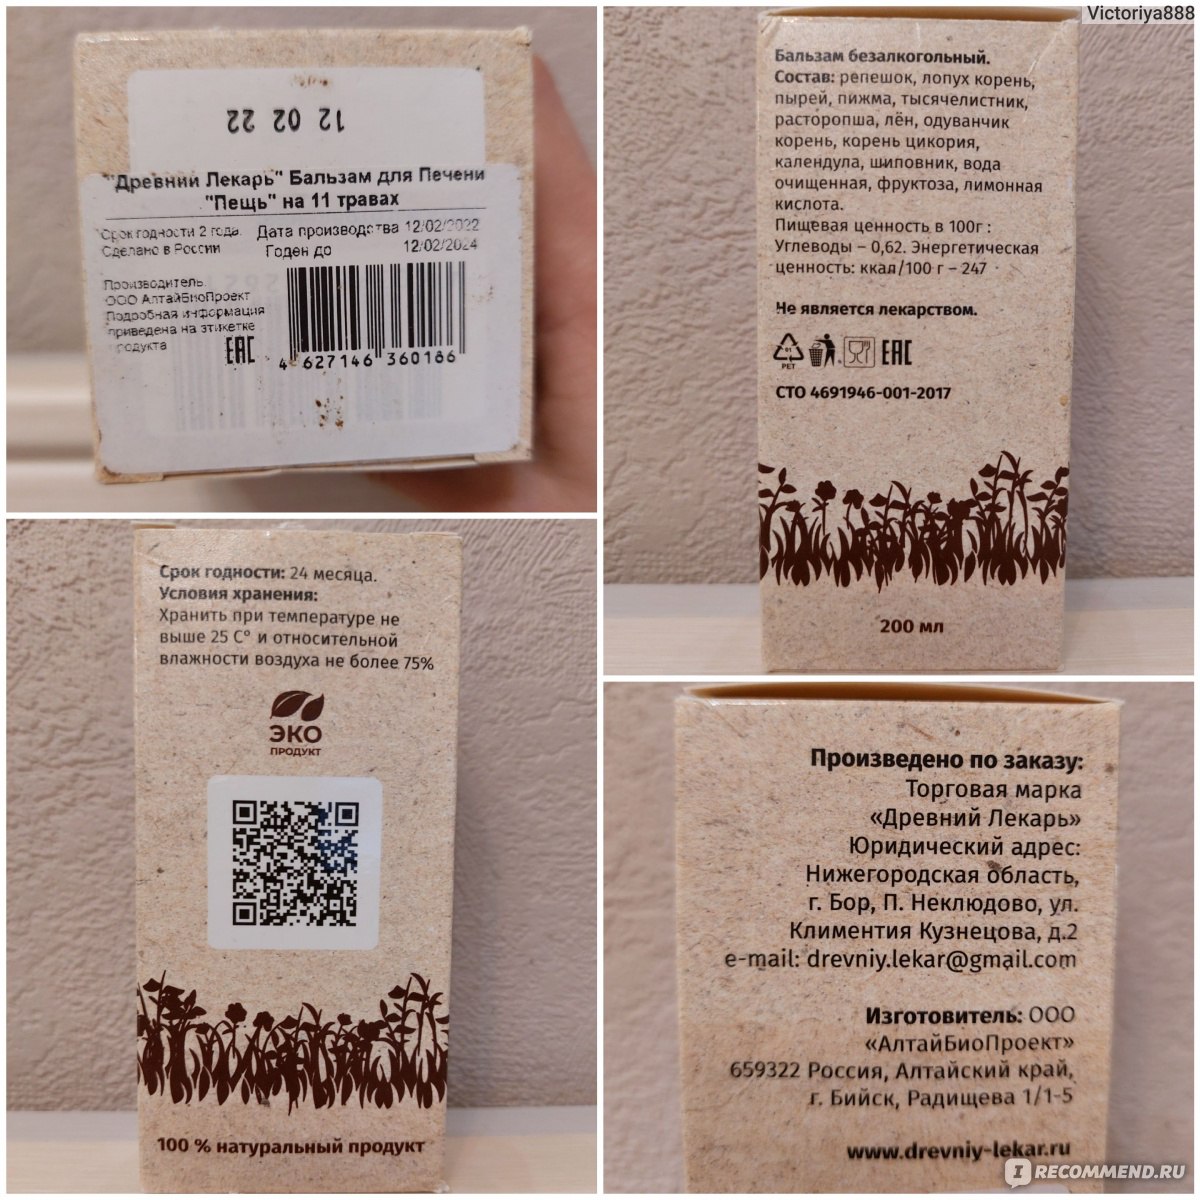 12 02 22
"Древний Лекарь" Бальзам для Печени
"Пещь" на 11 травах
Срок годности 2 года.
Сделано в России
Дата производства 12/02/2022
Годен до 12/02/2024
Производитель:
ООО АлтайБиоПроект
Подробная информация
приведена на этикетке
продукта
EAC
4 627146 360186
Victoriya888
Бальзам безалкогольный.
Состав: репешок, лопух корень,
пырей, пижма, тысячелистник,
расторопша, лён, одуванчик
корень, корень цикория,
календула, шиповник, вода
очищенная, фруктоза, лимонная
кислота.
Пищевая ценность в 100г :
Углеводы – 0,62. Энергетическая
ценность: ккал/100 г – 247
Не является лекарством.
01
PET
EAC
СТО 4691946-001-2017
200 мл
Срок годности: 24 месяца.
Условия хранения:
Хранить при температуре не
выше 25 С° и относительной
влажности воздуха не более 75%
ЭКО
ПРОДУКТ
100 % натуральный продукт
Произведено по заказу:
Торговая марка
«Древний Лекарь»
Юридический адрес:
Нижегородская область,
г. Бор, П. Неклюдово, ул.
Климентия Кузнецова, д.2
e-mail: drevniy.lekar@gmail.com
Изготовитель: ООО
«АлтайБиоПроект»
659322 Россия, Алтайский край,
г. Бийск, Радищева 1/1-5
www.drevniy-lekar.ru
IRECOMMEND.RU